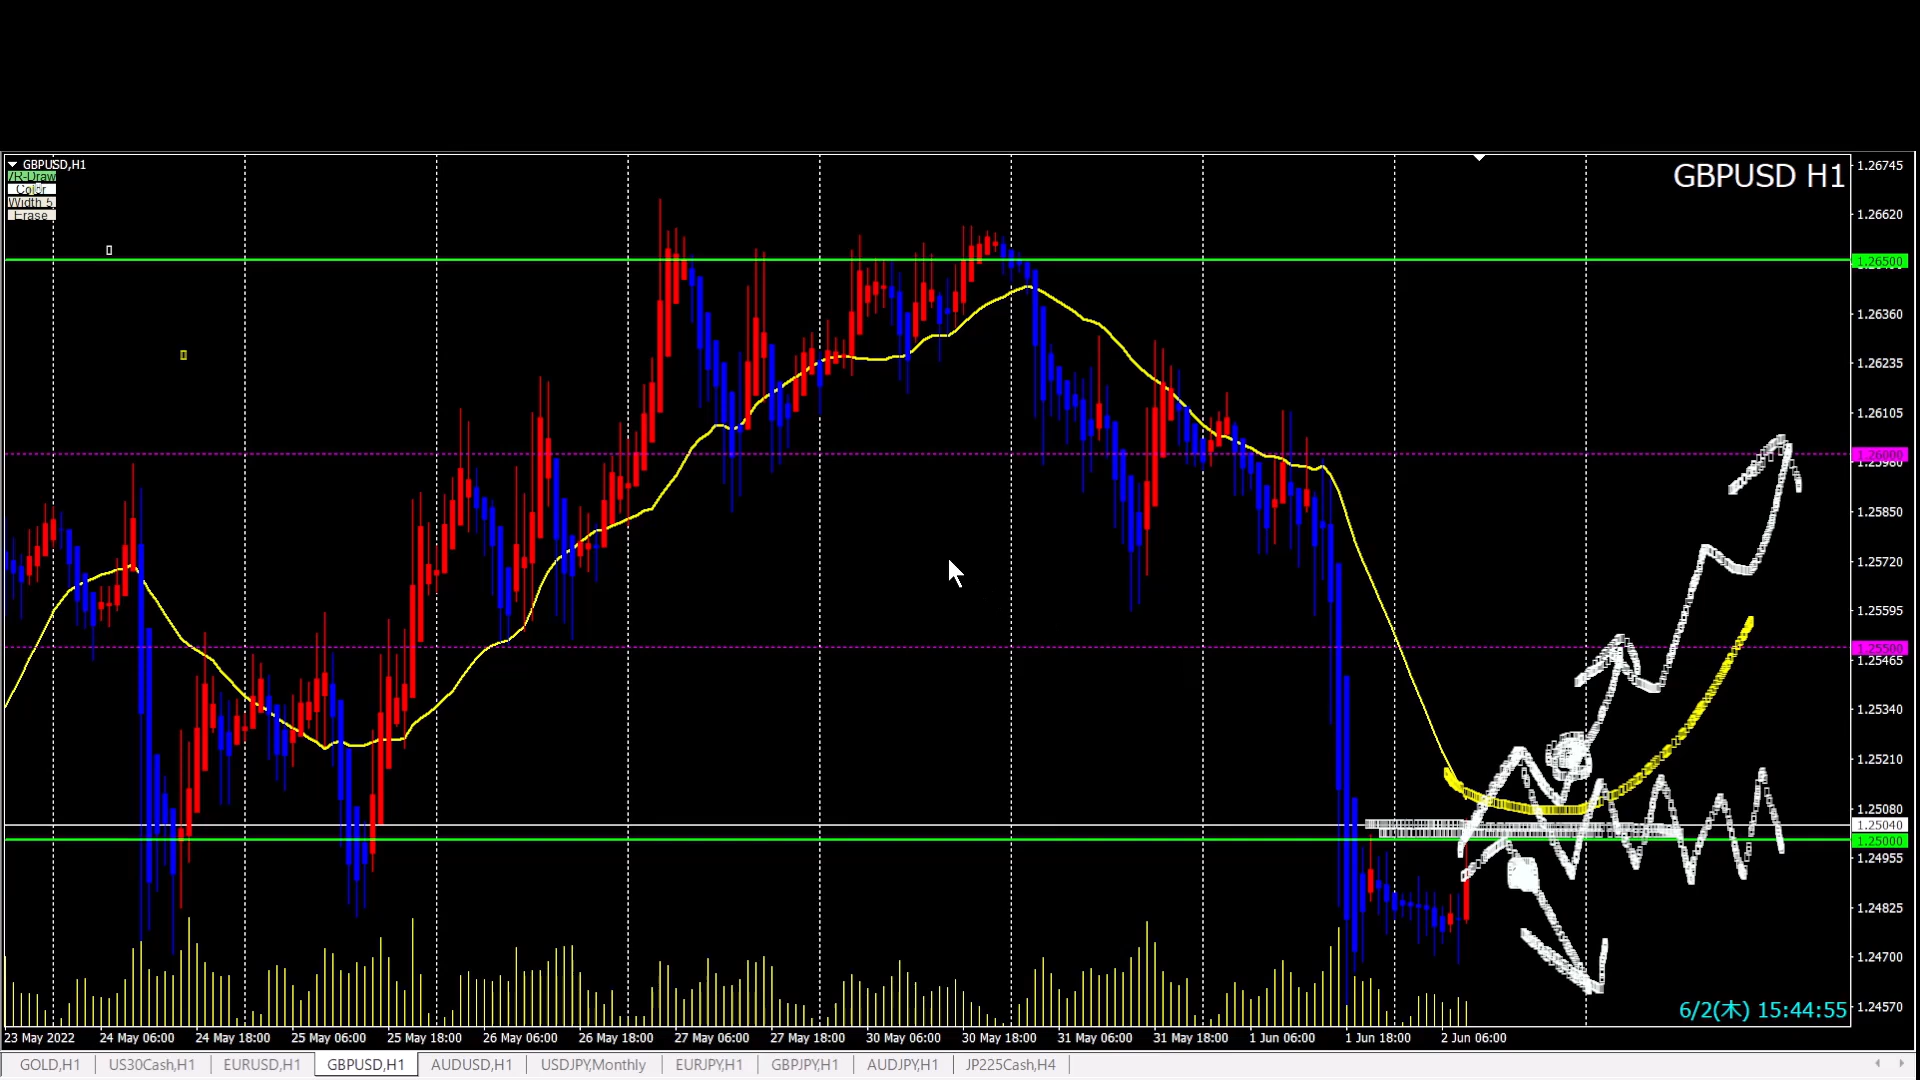 GBPUSD,H1
GBPUSD H1
Color
Width 5
Erase
1.26745
1.26620
1.26500
1.26360
1.26235
1.26105
1.26000
1.25850
1.25720
1.25595
1.25500
1.25465
1.25340
1.25210
1.25080
1.25040
1.25000
1.24955
1.24825
1.24700
1.24570
6/2(木) 15:44:55
23 May 2022 24 May 06:00 24 May 18:00 25 May 06:00 25 May 18:00 26 May 06:00 26 May 18:00 27 May 06:00 27 May 18:00 30 May 06:00 30 May 18:00 31 May 06:00 31 May 18:00 1 Jun 06:00 1 Jun 18:00 2 Jun 06:00
GOLD,H1 US30Cash,H1 EURUSD,H1 GBPUSD,H1 AUDUSD,H1 USDJPY,Monthly EURJPY,H1 GBPJPY,H1 AUDJPY,H1 JP225Cash,H4